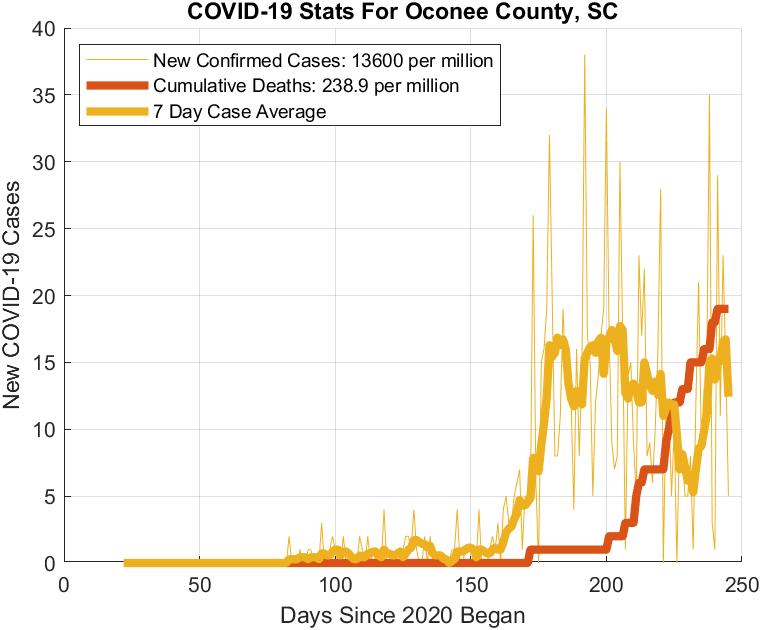 COVID-19 Stats For Oconee County, SC
New Confirmed Cases: 13600 per million
Cumulative Deaths: 238.9 per million
7 Day Case Average
New COVID-19 Cases
40
35
30
25
20
15
10
5
0
0 50 100 150 200 250
Days Since 2020 Began